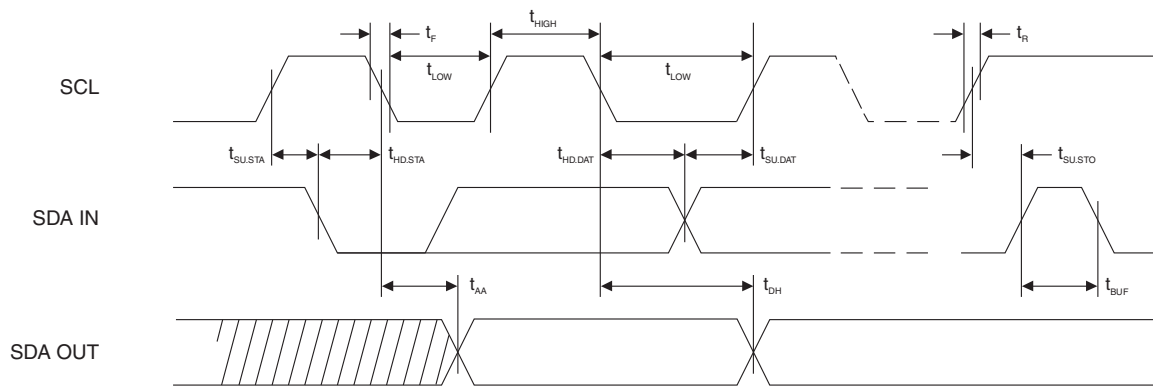 tHIGH
tF
tR
tLOW
tLOW
SCL
tSU.STA
tHD.STA
tHD.DAT
tSU.DAT
tSU.STO
SDA IN
tAA
tDH
tBUF
SDA OUT